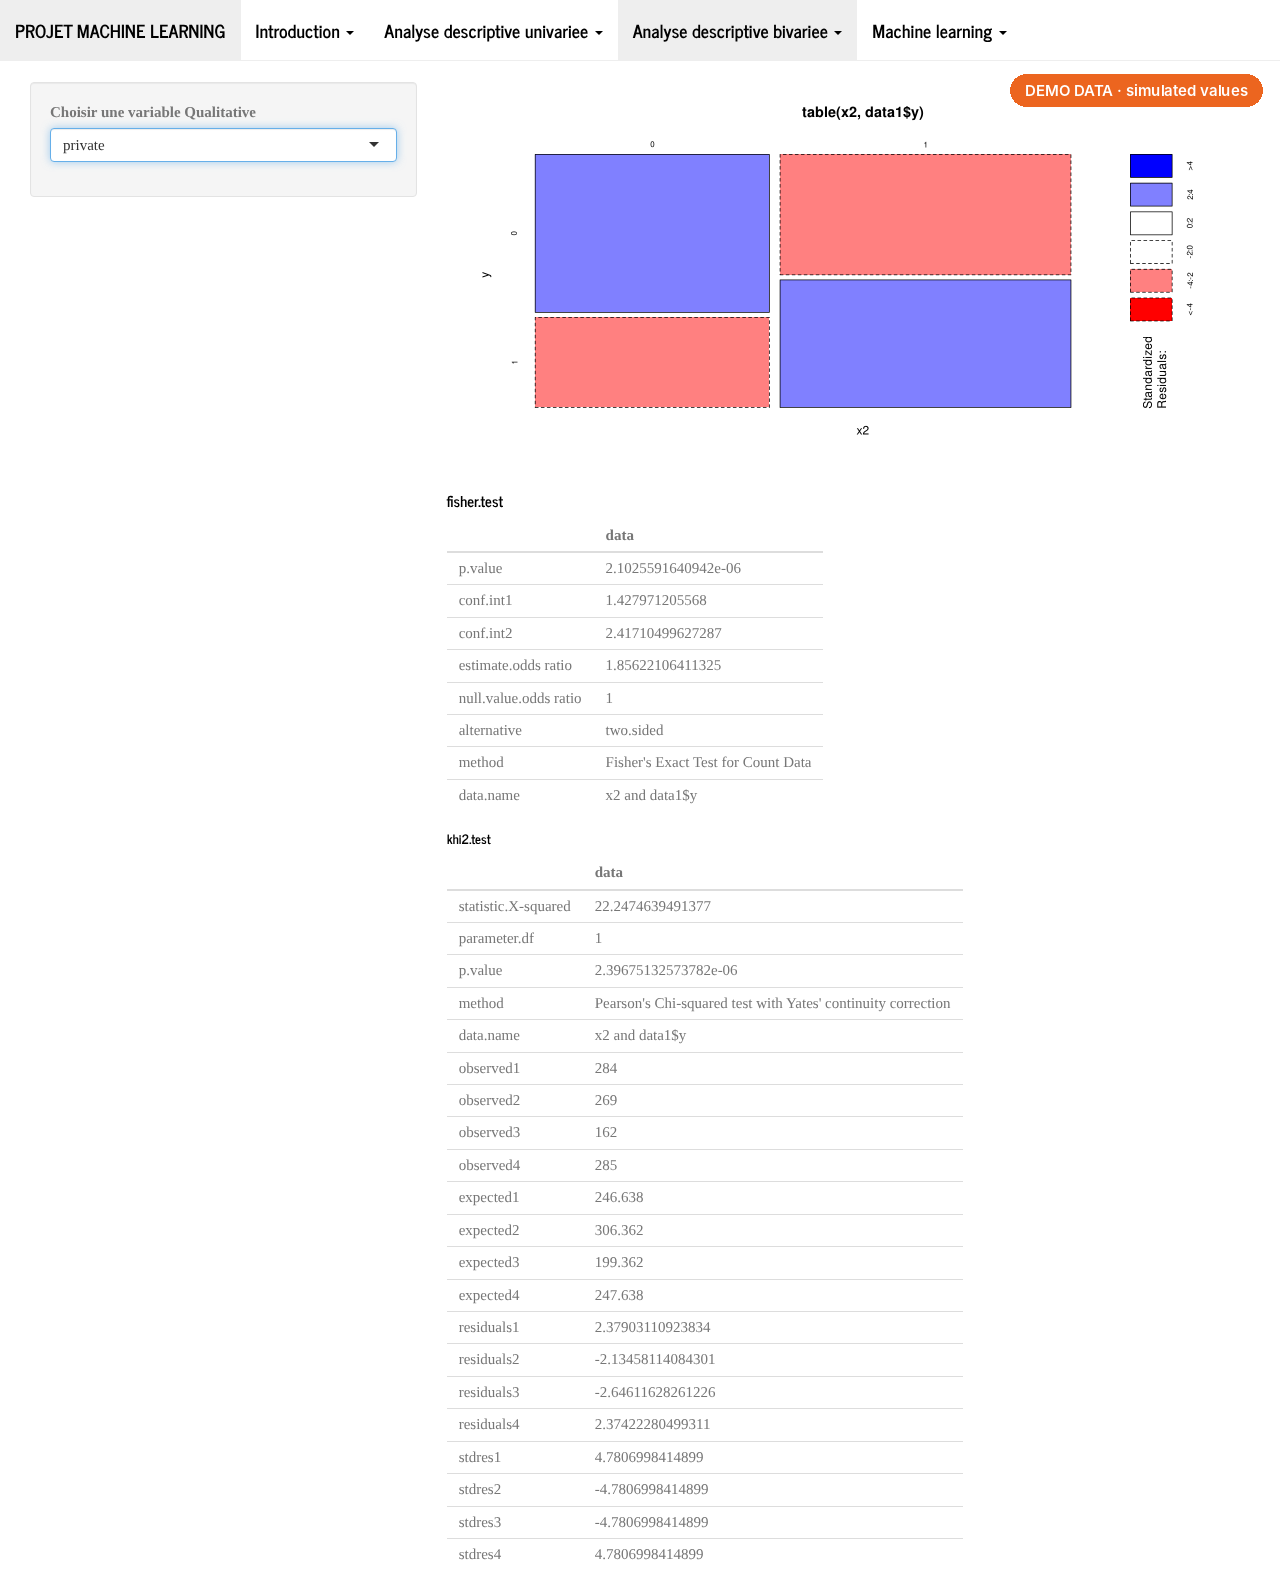 PROJET MACHINE LEARNING Introduction Analyse descriptive univariee Analyse descriptive bivariee Machine learning
DEMO DATA · simulated values
Choisir une variable Qualitative
private
table(x2, data1$y)
0 1
0
1
y
x2
>4
2:4
0:2
-2:0
-4:-2
<-4
Standardized
Residuals:
fisher.test
data
p.value 2.1025591640942e-06
conf.int1 1.427971205568
conf.int2 2.41710499627287
estimate.odds ratio 1.85622106411325
null.value.odds ratio 1
alternative two.sided
method Fisher's Exact Test for Count Data
data.name x2 and data1$y
khi2.test
data
statistic.X-squared 22.2474639491377
parameter.df 1
p.value 2.39675132573782e-06
method Pearson's Chi-squared test with Yates' continuity correction
data.name x2 and data1$y
observed1 284
observed2 269
observed3 162
observed4 285
expected1 246.638
expected2 306.362
expected3 199.362
expected4 247.638
residuals1 2.37903110923834
residuals2 -2.13458114084301
residuals3 -2.64611628261226
residuals4 2.37422280499311
stdres1 4.7806998414899
stdres2 -4.7806998414899
stdres3 -4.7806998414899
stdres4 4.7806998414899